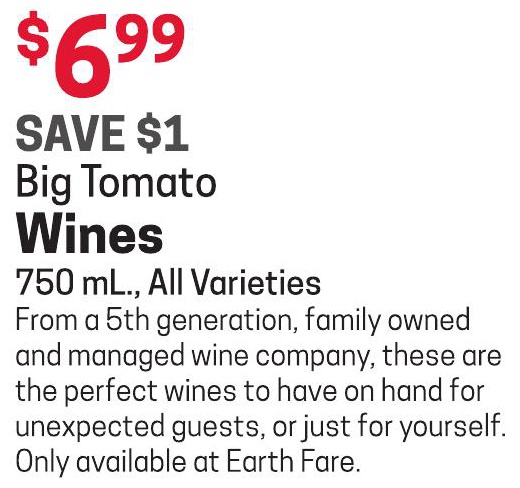 $6.99
SAVE $1
Big Tomato
Wines
750 mL., All Varieties
From a 5th generation, family owned
and managed wine company, these are
the perfect wines to have on hand for
unexpected guests, or just for yourself.
Only available at Earth Fare.